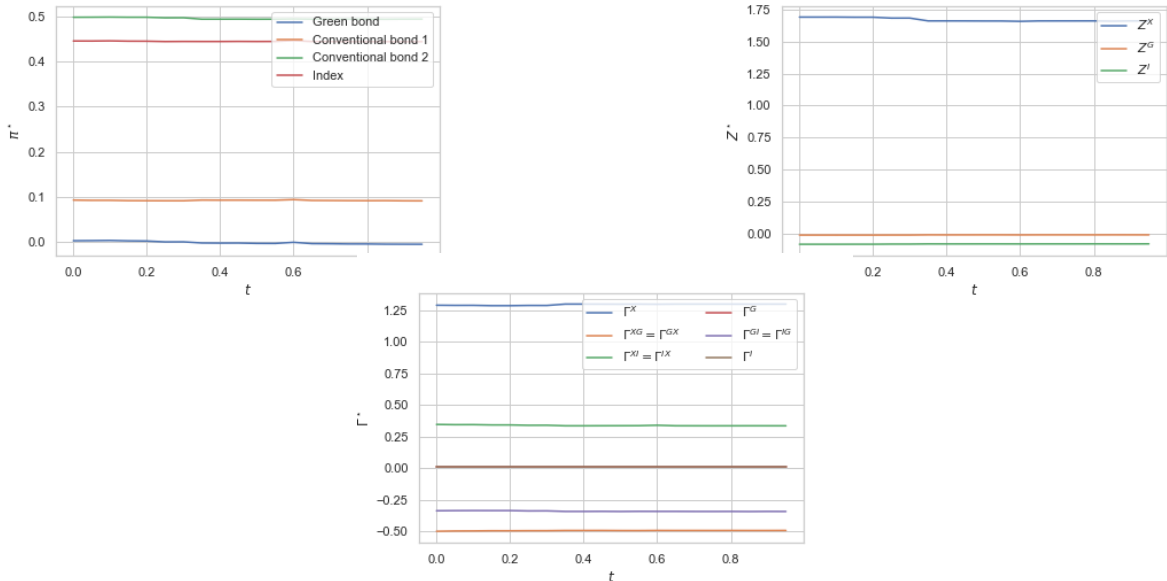 0.5
0.4
0.3
0.2
0.1
0.0
π*
0.0 0.2 0.4 0.6
t
Green bond
Conventional bond 1
Conventional bond 2
Index
1.75
1.50
1.25
1.00
0.75
0.50
0.25
0.00
Z*
0.2 0.4 0.6 0.8
t
Z^X
Z^G
Z^I
1.25
1.00
0.75
0.50
0.25
0.00
−0.25
−0.50
Γ*
0.0 0.2 0.4 0.6 0.8
t
Γ^X Γ^G
Γ^{XG} = Γ^{GX} Γ^{GI} = Γ^{IG}
Γ^{XI} = Γ^{IX} Γ^I